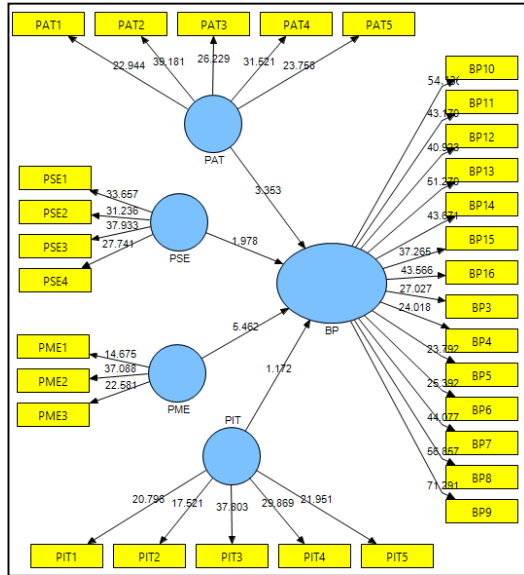 PAT1 PAT2 PAT3 PAT4 PAT5
22.944 39.181 26.229 31.521 23.758
PAT
3.353
PSE1
PSE2
PSE3
PSE4
33.657
31.236
37.933
27.741
PSE
1.978
PME1
PME2
PME3
14.675
37.088
22.581
PME
5.462
PIT
1.172
20.796 17.521 37.803 29.869 21.951
PIT1 PIT2 PIT3 PIT4 PIT5
BP
43.170
40.923
51.270
43.671
37.265
43.566
27.027
24.018
23.792
25.392
44.077
56.857
71.291
BP10
BP11
BP12
BP13
BP14
BP15
BP16
BP3
BP4
BP5
BP6
BP7
BP8
BP9